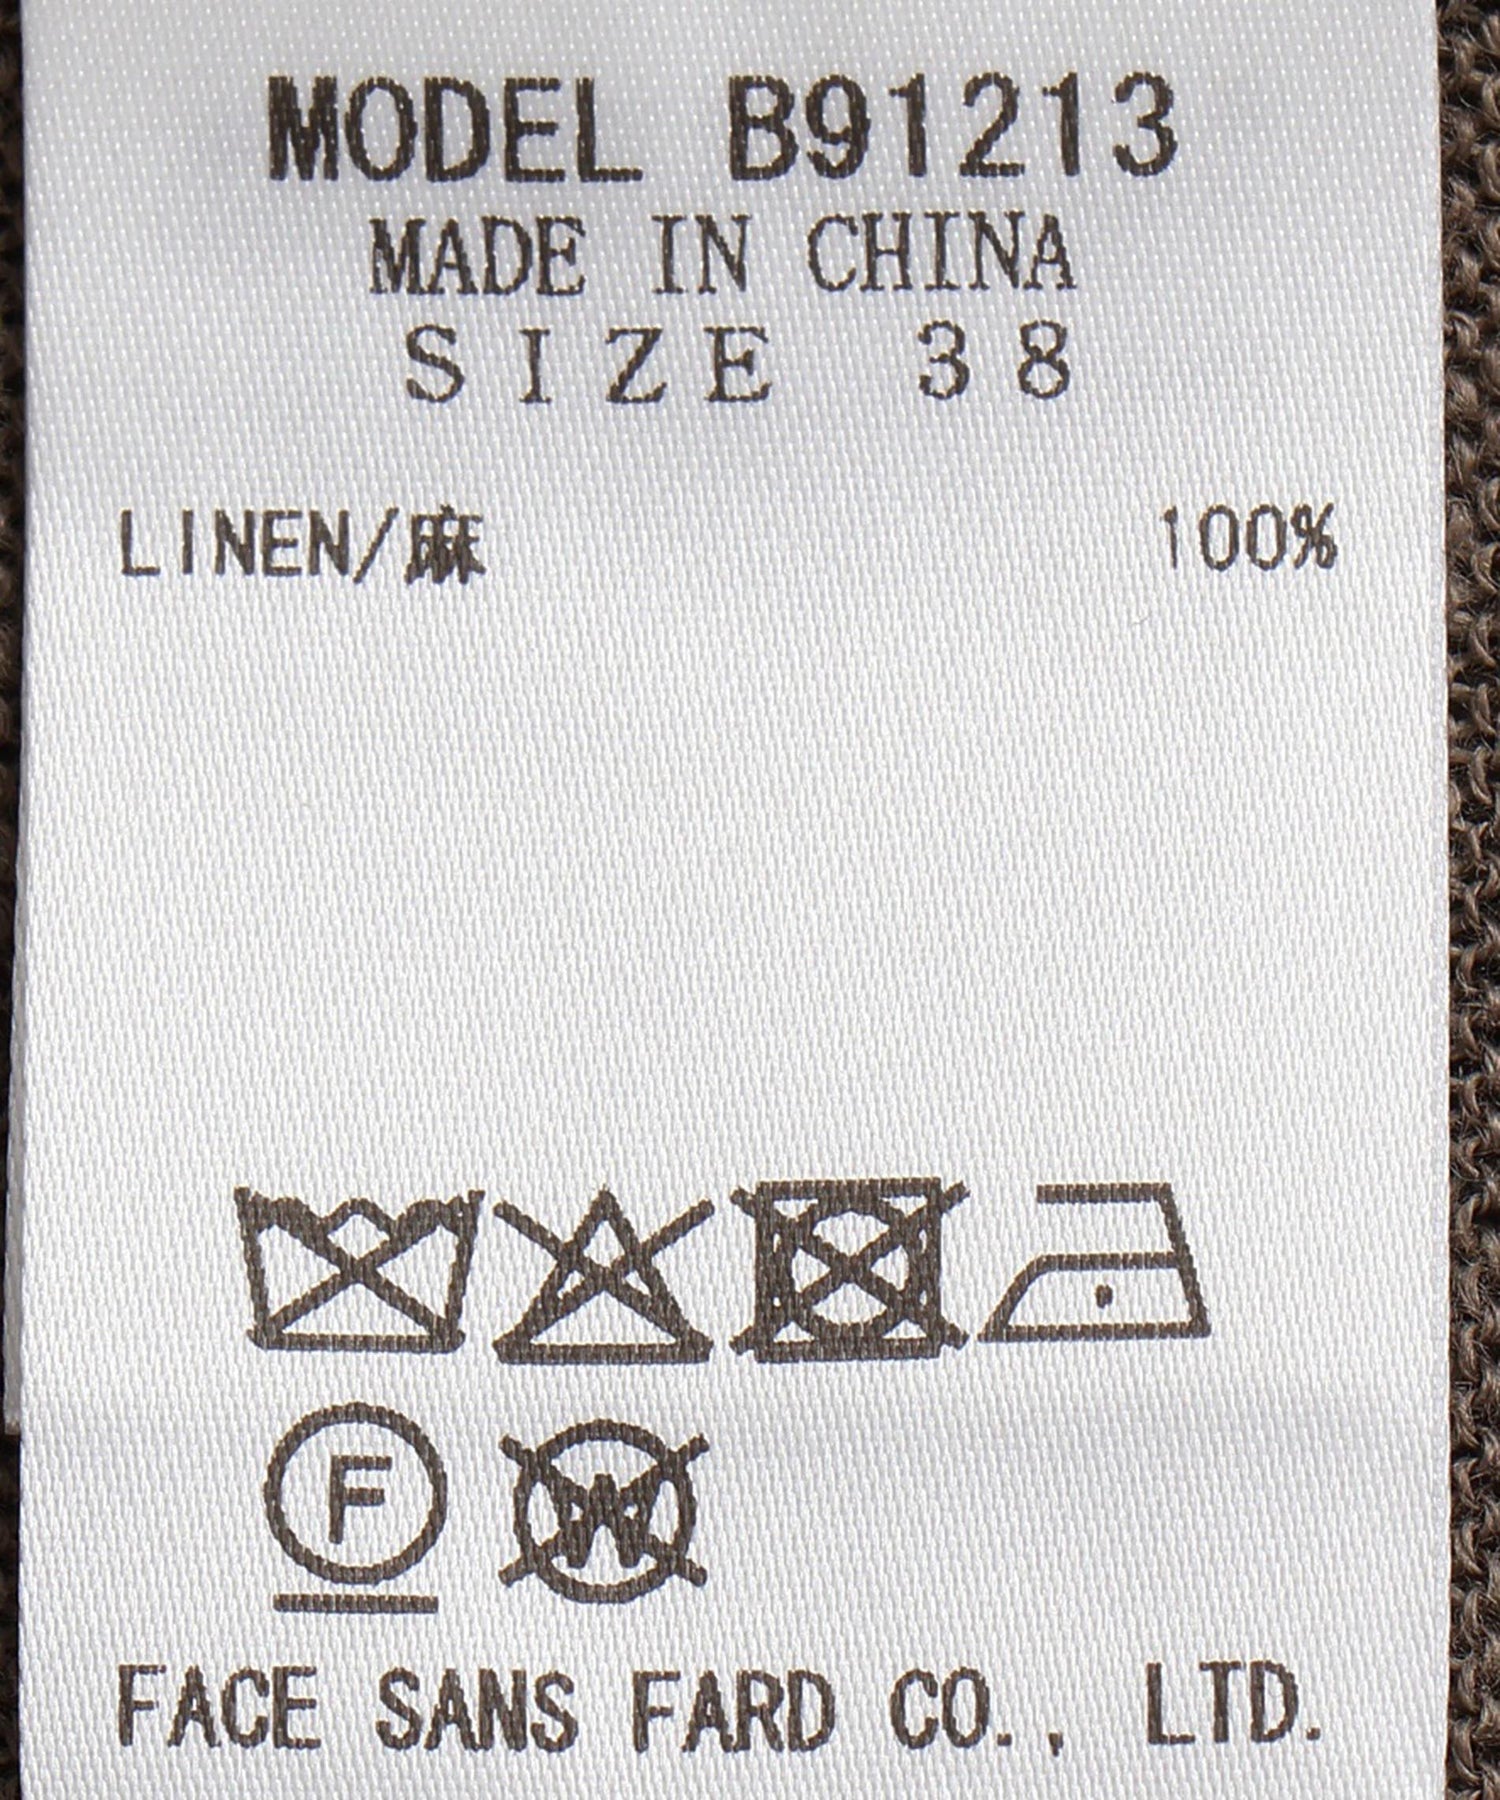 MODEL B91213
MADE IN CHINA
SIZE 38
LINEN/麻 100%
F
W
FACE SANS FARD CO., LTD.